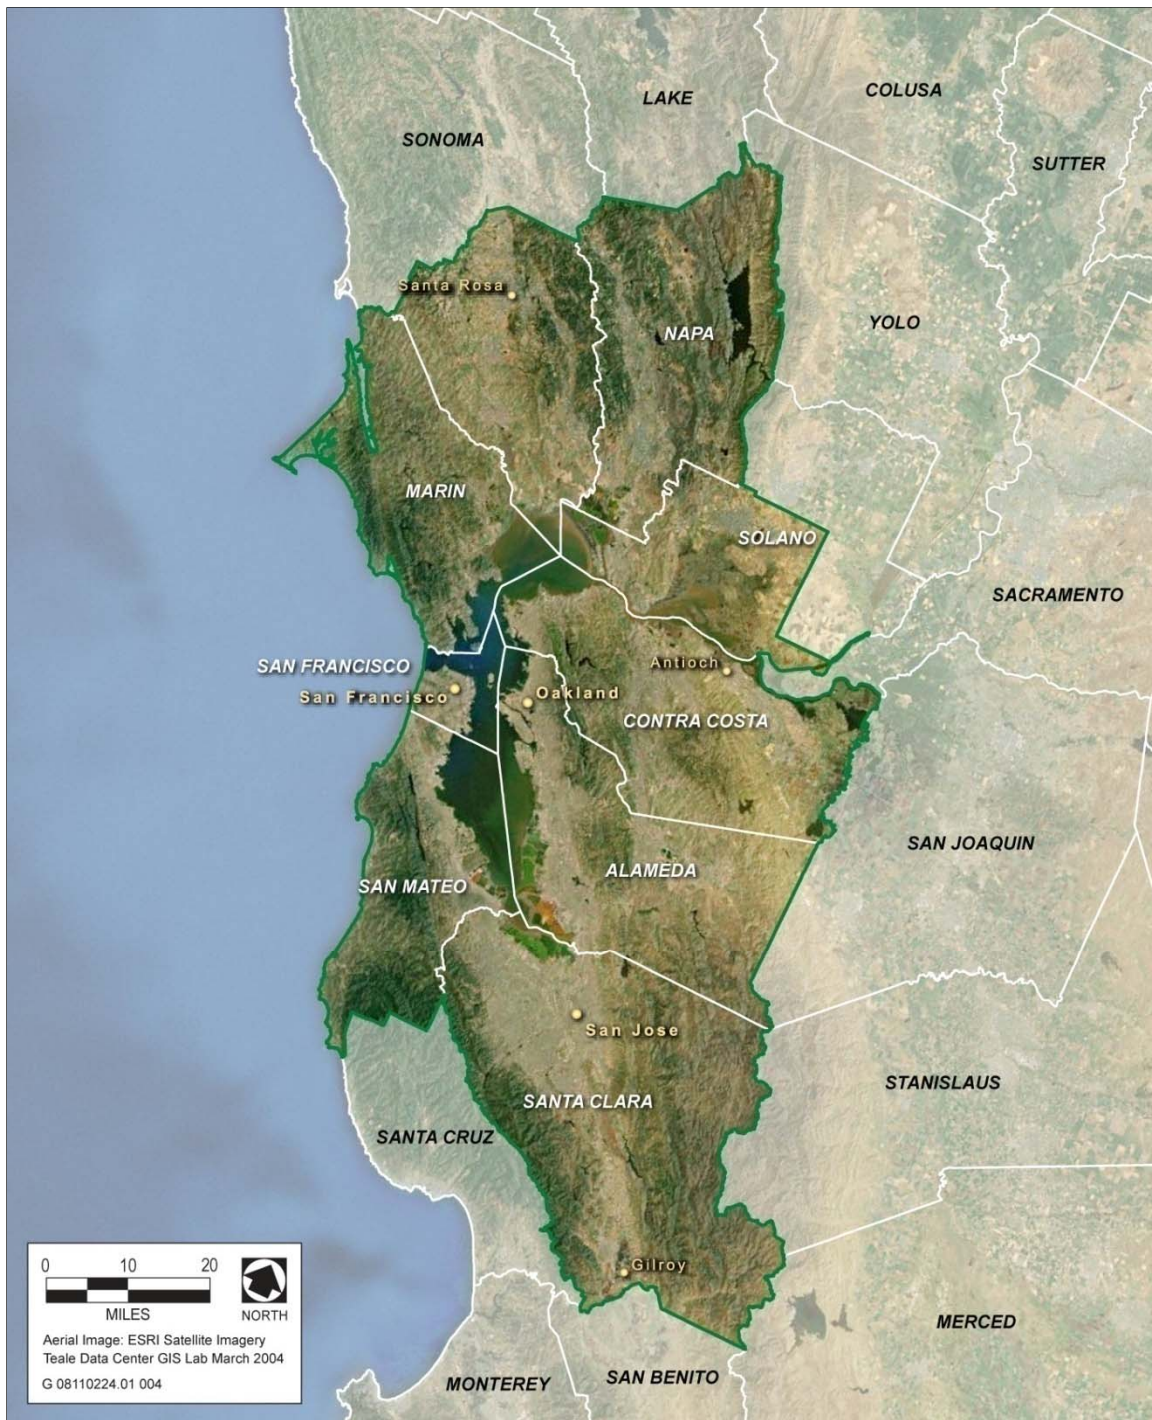 COLUSA
LAKE
SONOMA
SUTTER
Santa Rosa
YOLO
NAPA
MARIN
SOLANO
SACRAMENTO
SAN FRANCISCO
Antioch
San Francisco
Oakland
CONTRA COSTA
SAN JOAQUIN
ALAMEDA
SAN MATEO
San Jose
STANISLAUS
SANTA CLARA
SANTA CRUZ
Gilroy
MERCED
SAN BENITO
MONTEREY
0 10 20
MILES
NORTH
Aerial Image: ESRI Satellite Imagery
Teale Data Center GIS Lab March 2004
G 08110224.01 004